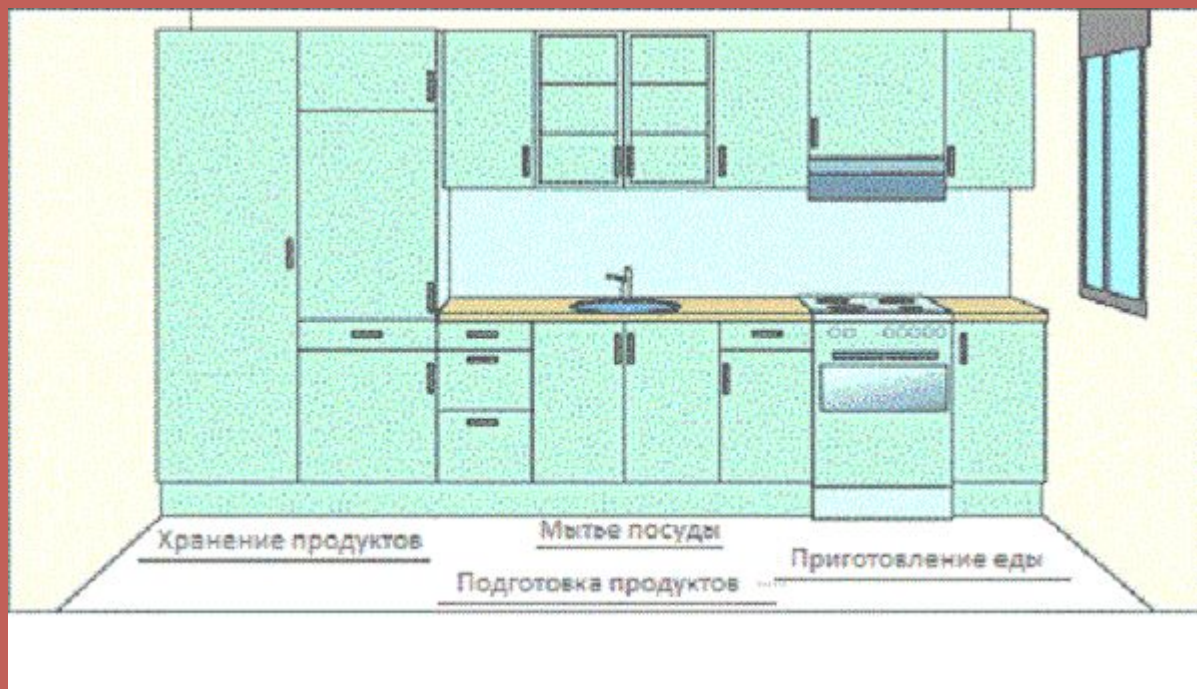 Хранение продуктов
Мытье посуды
Приготовление еды
Подготовка продуктов